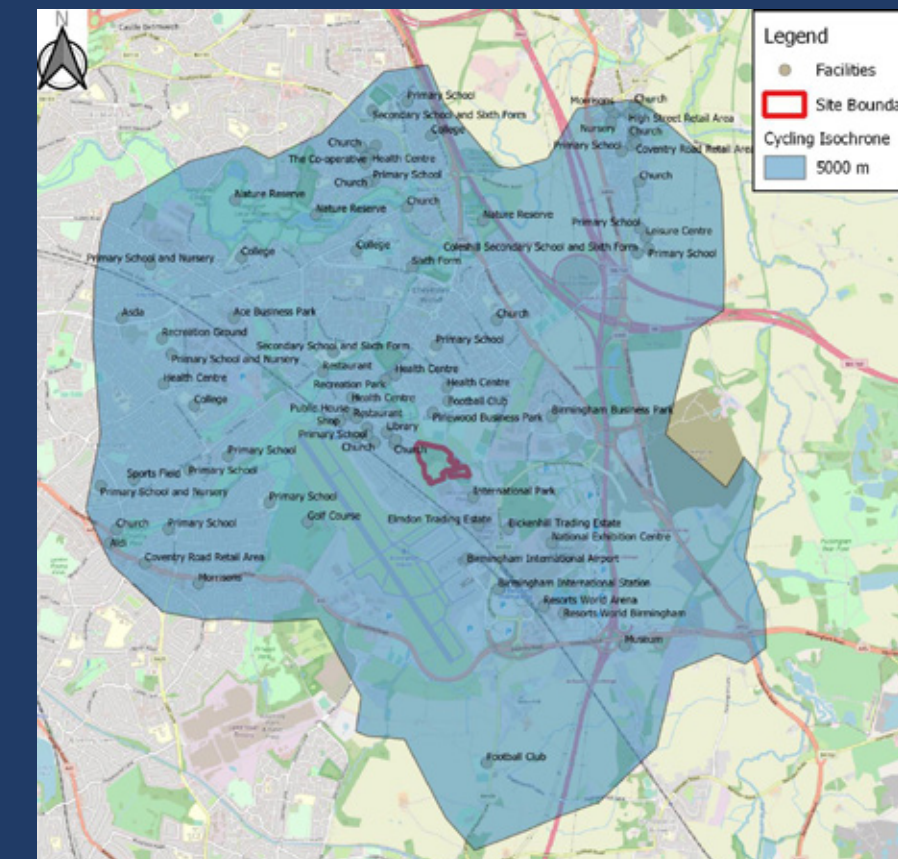 N
Legend
Facilities
Site Bounda
Cycling Isochrone
5000 m
Primary School
Secondary School and Sixth Form
College
Morrisons
Church
High Street Retail Area
Nursery
Church
Primary School
Coventry Road Retail Area
Church
The Co-operative
Health Centre
Church
Primary School
Church
Nature Reserve
Nature Reserve
Church
Nature Reserve
Primary School
Leisure Centre
College
College
Coleshill Secondary School and Sixth Form
Primary School
Primary School and Nursery
Sixth Form
Asda
Ace Business Park
Church
Recreation Ground
Secondary School and Sixth Form
Primary School
Primary School and Nursery
Restaurant
Health Centre
Health Centre
Recreation Park
Health Centre
College
Health Centre
Football Club
Public House
Restaurant
Pinewood Business Park
Birmingham Business Park
Shop
Library
Primary School
Church
Church
Primary School
Sports Field
Primary School
Primary School and Nursery
International Park
Primary School
Golf Course
Elmdon Trading Estate
Bickenhill Trading Estate
Church
Primary School
National Exhibition Centre
Aldi
Coventry Road Retail Area
Birmingham International Airport
Morrisons
Birmingham International Station
Resorts World Arena
Resorts World Birmingham
Museum
Football Club